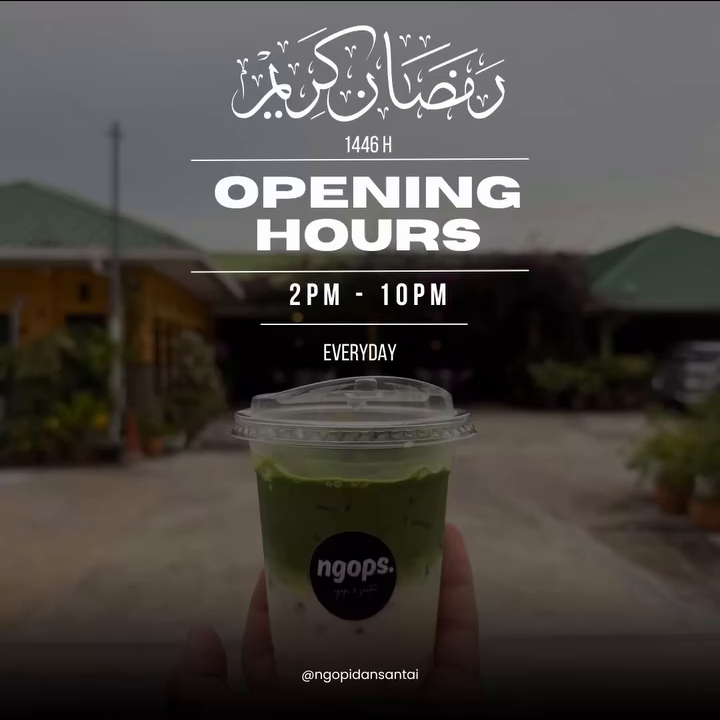 رمضان كريم
1446 H
OPENING
HOURS
2PM - 10PM
EVERYDAY
ngops.
@ngopidansantai